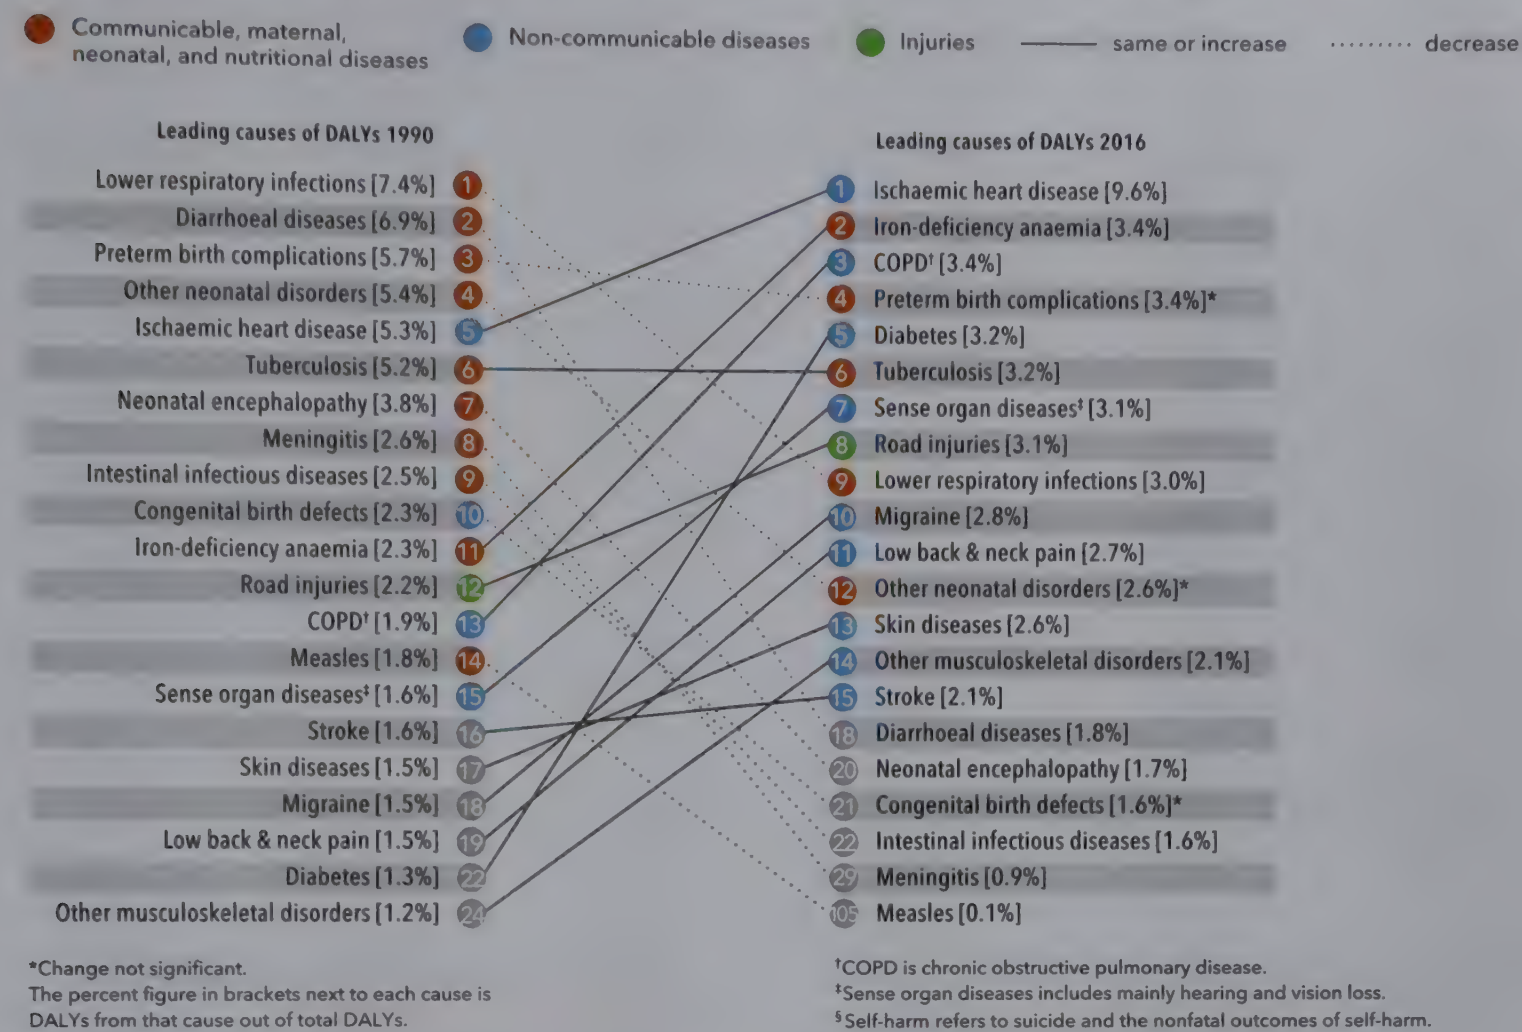 Communicable, maternal,
neonatal, and nutritional diseases
Non-communicable diseases
Injuries
same or increase
decrease
Leading causes of DALYs 1990
Lower respiratory infections [7.4%] 1
Diarrhoeal diseases [6.9%] 2
Preterm birth complications [5.7%] 3
Other neonatal disorders [5.4%] 4
Ischaemic heart disease [5.3%] 5
Tuberculosis [5.2%] 6
Neonatal encephalopathy [3.8%] 7
Meningitis [2.6%] 8
Intestinal infectious diseases [2.5%] 9
Congenital birth defects [2.3%] 10
Iron-deficiency anaemia [2.3%] 11
Road injuries [2.2%] 12
COPD† [1.9%] 13
Measles [1.8%] 14
Sense organ diseases‡ [1.6%] 15
Stroke [1.6%] 16
Skin diseases [1.5%] 17
Migraine [1.5%] 18
Low back & neck pain [1.5%] 19
Diabetes [1.3%] 22
Other musculoskeletal disorders [1.2%] 24
Leading causes of DALYs 2016
1 Ischaemic heart disease [9.6%]
2 Iron-deficiency anaemia [3.4%]
3 COPD† [3.4%]
4 Preterm birth complications [3.4%]*
5 Diabetes [3.2%]
6 Tuberculosis [3.2%]
7 Sense organ diseases‡ [3.1%]
8 Road injuries [3.1%]
9 Lower respiratory infections [3.0%]
10 Migraine [2.8%]
11 Low back & neck pain [2.7%]
12 Other neonatal disorders [2.6%]*
13 Skin diseases [2.6%]
14 Other musculoskeletal disorders [2.1%]
15 Stroke [2.1%]
18 Diarrhoeal diseases [1.8%]
20 Neonatal encephalopathy [1.7%]
21 Congenital birth defects [1.6%]*
22 Intestinal infectious diseases [1.6%]
29 Meningitis [0.9%]
105 Measles [0.1%]
*Change not significant.
The percent figure in brackets next to each cause is
DALYs from that cause out of total DALYs.
†COPD is chronic obstructive pulmonary disease.
‡Sense organ diseases includes mainly hearing and vision loss.
§Self-harm refers to suicide and the nonfatal outcomes of self-harm.